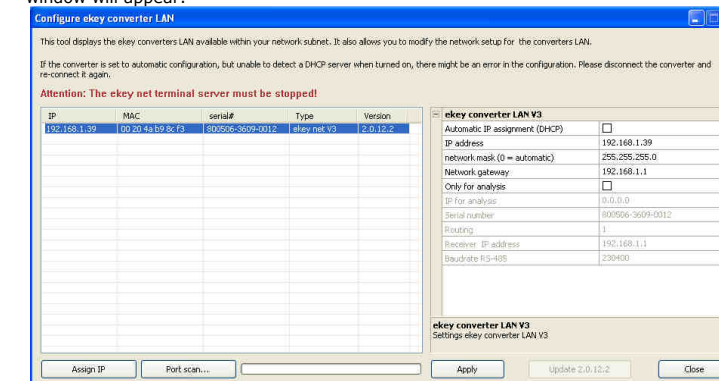 window will appear:
Configure ekey converter LAN
This tool displays the ekey converters LAN available within your network subnet. It also allows you to modify the network setup for the converters LAN.
If the converter is set to automatic configuration, but unable to detect a DHCP server when turned on, there might be an error in the configuration. Please disconnect the converter and
re-connect it again.
Attention: The ekey net terminal server must be stopped!
IP MAC serial# Type Version
192.168.1.39 00 20 4a b9 8c f3 800506-3609-0012 ekey net V3 2.0.12.2
ekey converter LAN V3
Automatic IP assignment (DHCP)
IP address 192.168.1.39
network mask (0 = automatic) 255.255.255.0
Network gateway 192.168.1.1
Only for analysis
IP for analysis 0.0.0.0
Serial number 800506-3609-0012
Routing 1
Receiver IP address 192.168.1.1
Baudrate RS-485 230400
ekey converter LAN V3
Settings ekey converter LAN V3
Assign IP Port scan... Apply Update 2.0.12.2 Close